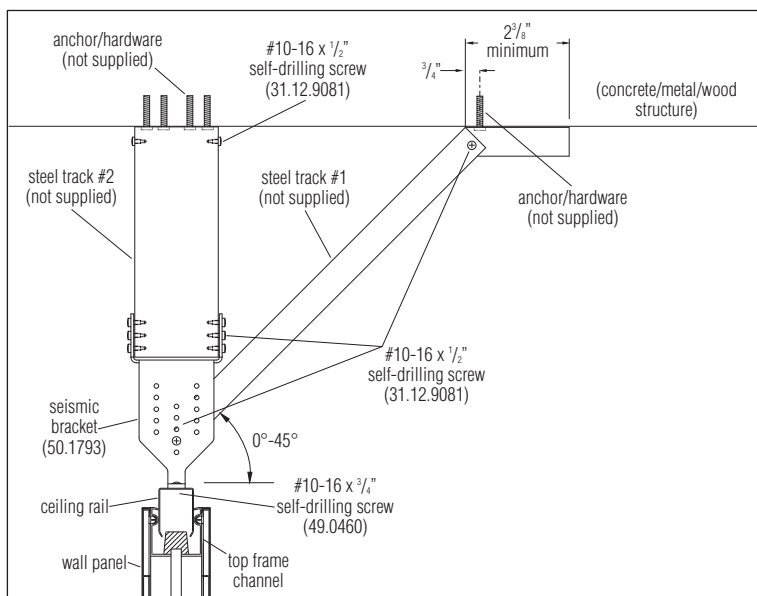 anchor/hardware
(not supplied)
#10-16 x 1/2”
self-drilling screw
(31.12.9081)
2 3/8”
minimum
3/4”
(concrete/metal/wood
structure)
steel track #2
(not supplied)
steel track #1
(not supplied)
anchor/hardware
(not supplied)
#10-16 x 1/2”
self-drilling screw
(31.12.9081)
seismic
bracket
(50.1793)
0°-45°
#10-16 x 3/4”
self-drilling screw
(49.0460)
ceiling rail
wall panel
top frame
channel